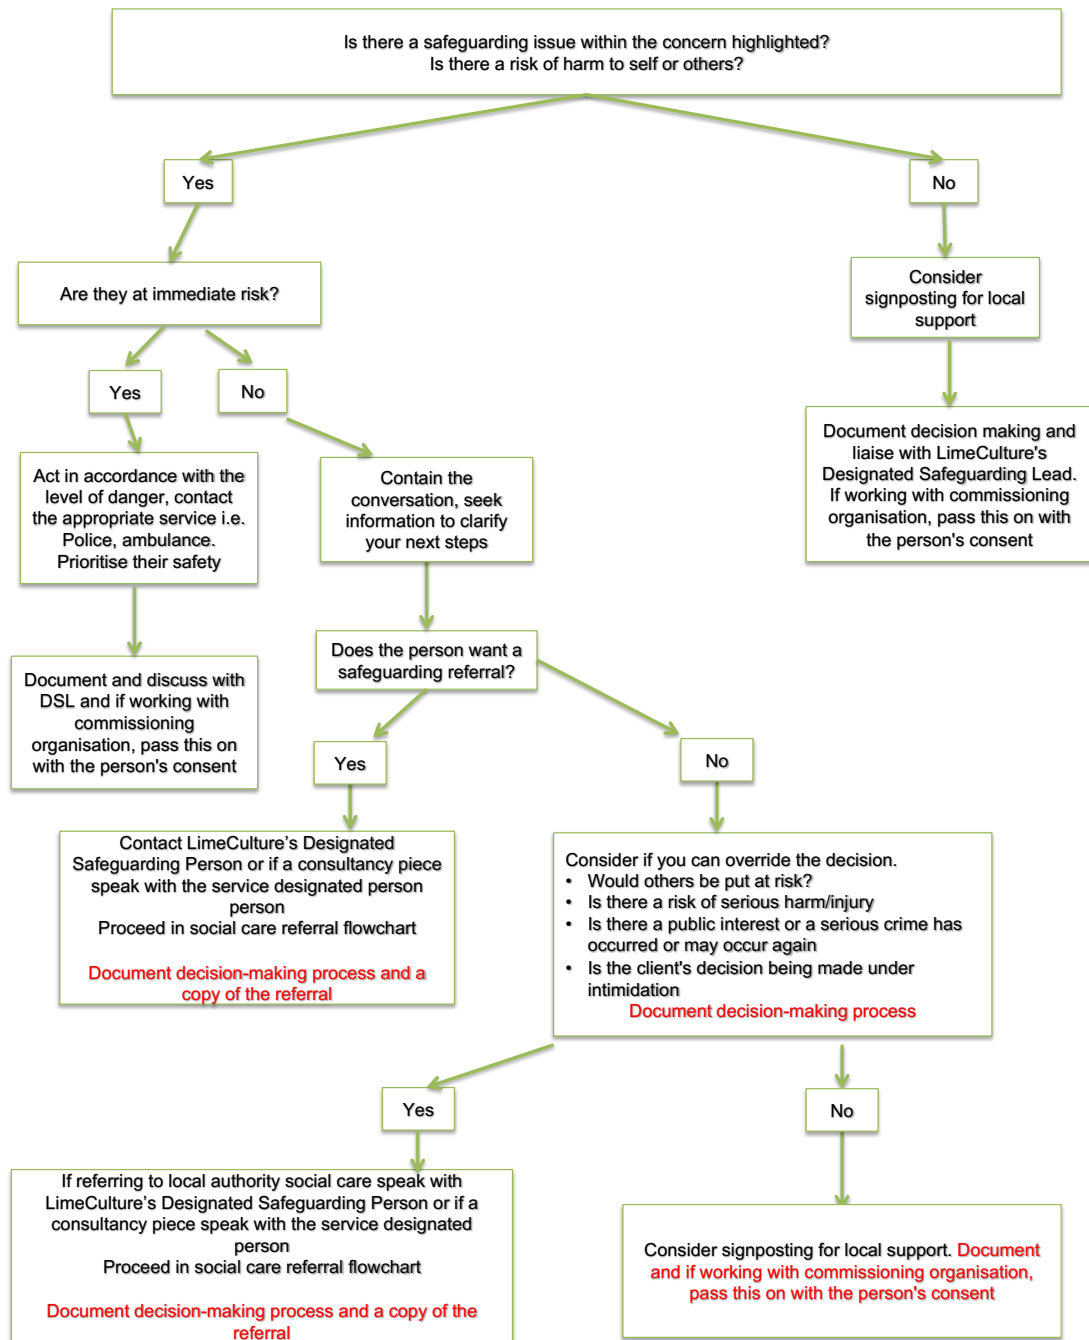 Is there a safeguarding issue within the concern highlighted?
Is there a risk of harm to self or others?
Yes
No
Are they at immediate risk?
Consider
signposting for local
support
Yes
No
Act in accordance with the
level of danger, contact
the appropriate service i.e.
Police, ambulance.
Prioritise their safety
Contain the
conversation, seek
information to clarify
your next steps
Document decision making and
liaise with LimeCulture's
Designated Safeguarding Lead.
If working with commissioning
organisation, pass this on with
the person's consent
Document and discuss with
DSL and if working with
commissioning
organisation, pass this on
with the person's consent
Does the person want a
safeguarding referral?
Yes
No
Contact LimeCulture’s Designated
Safeguarding Person or if a consultancy piece
speak with the service designated person
person
Proceed in social care referral flowchart
Document decision-making process and a
copy of the referral
Consider if you can override the decision.
• Would others be put at risk?
• Is there a risk of serious harm/injury
• Is there a public interest or a serious crime has
occurred or may occur again
• Is the client's decision being made under
intimidation
Document decision-making process
Yes
No
If referring to local authority social care speak with
LimeCulture’s Designated Safeguarding Person or if a
consultancy piece speak with the service designated
person
Proceed in social care referral flowchart
Document decision-making process and a copy of the
referral
Consider signposting for local support. Document
and if working with commissioning organisation,
pass this on with the person's consent